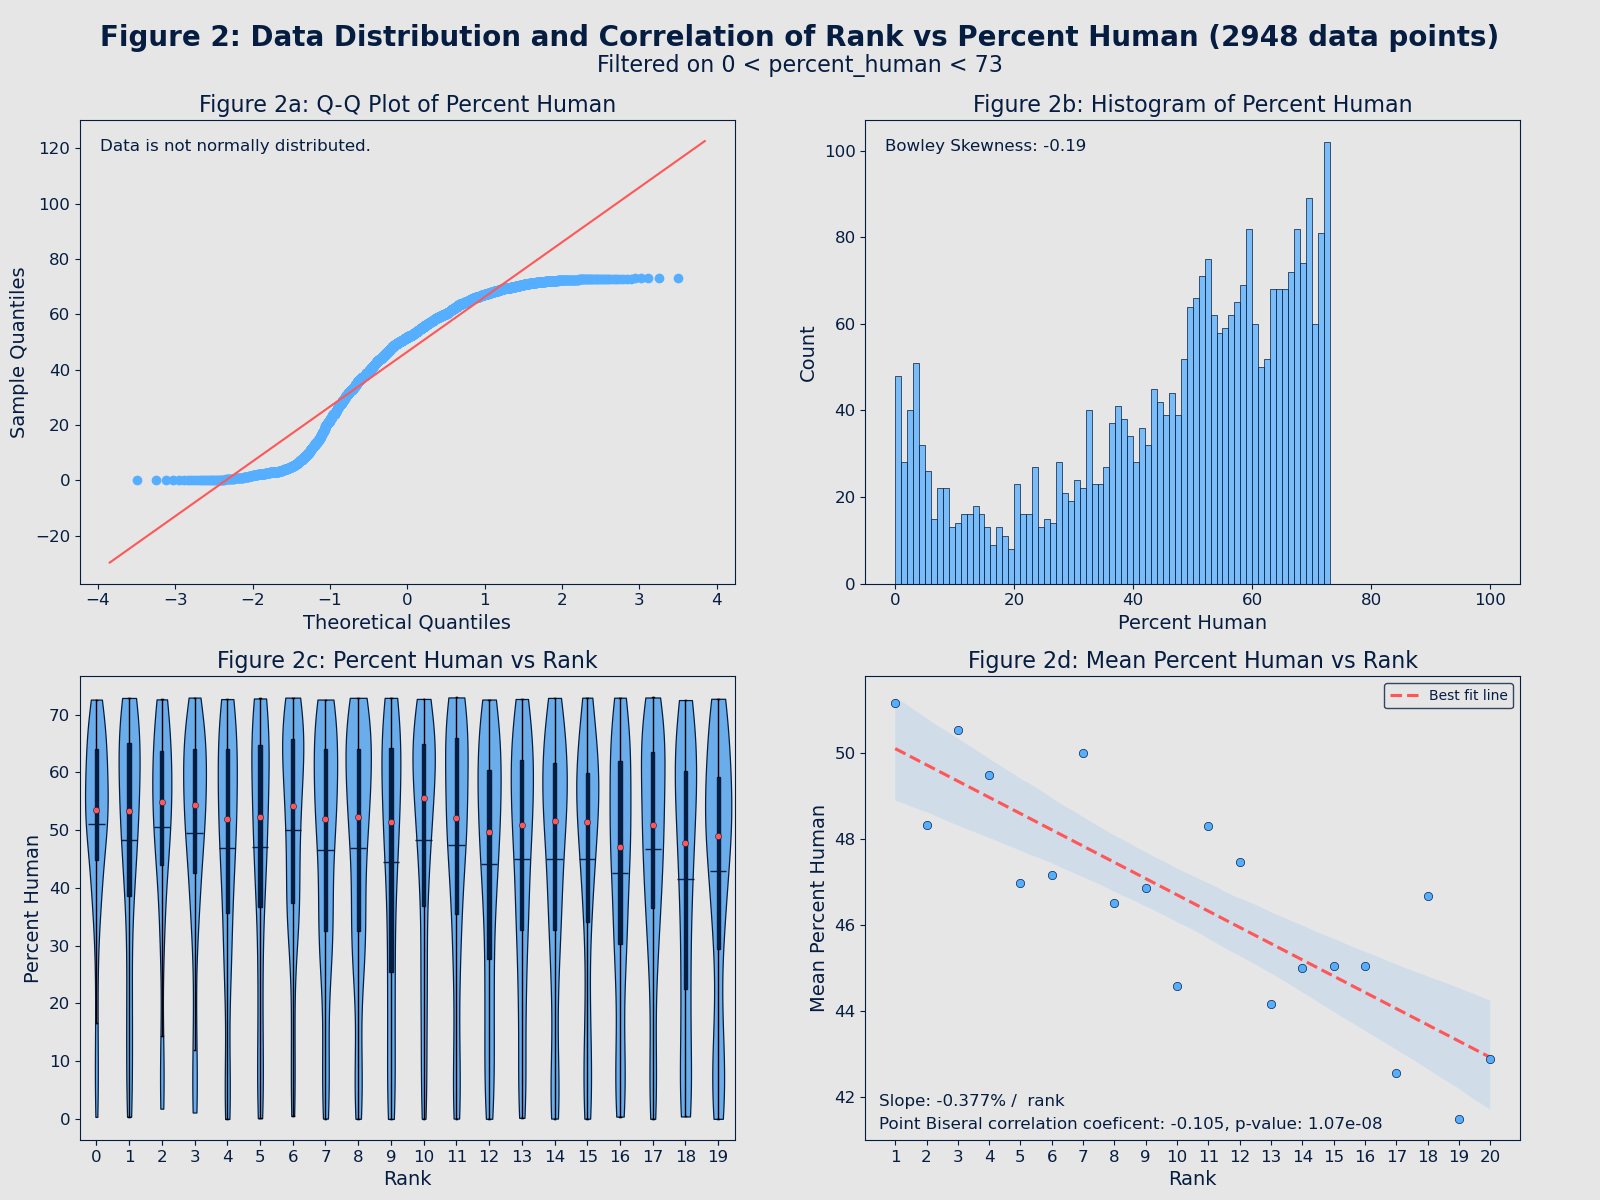 Figure 2: Data Distribution and Correlation of Rank vs Percent Human (2948 data points)
Filtered on 0 < percent_human < 73
Figure 2a: Q-Q Plot of Percent Human
Data is not normally distributed.
120
100
80
60
40
20
0
−20
Sample Quantiles
−4 −3 −2 −1 0 1 2 3 4
Theoretical Quantiles
Figure 2b: Histogram of Percent Human
Bowley Skewness: -0.19
100
80
60
40
20
0
Count
0 20 40 60 80 100
Percent Human
Figure 2c: Percent Human vs Rank
70
60
50
40
30
20
10
0
Percent Human
0 1 2 3 4 5 6 7 8 9 10 11 12 13 14 15 16 17 18 19
Rank
Figure 2d: Mean Percent Human vs Rank
Best fit line
50
48
46
44
42
Mean Percent Human
Slope: -0.377% /  rank
Point Biseral correlation coeficent: -0.105, p-value: 1.07e-08
1 2 3 4 5 6 7 8 9 10 11 12 13 14 15 16 17 18 19 20
Rank